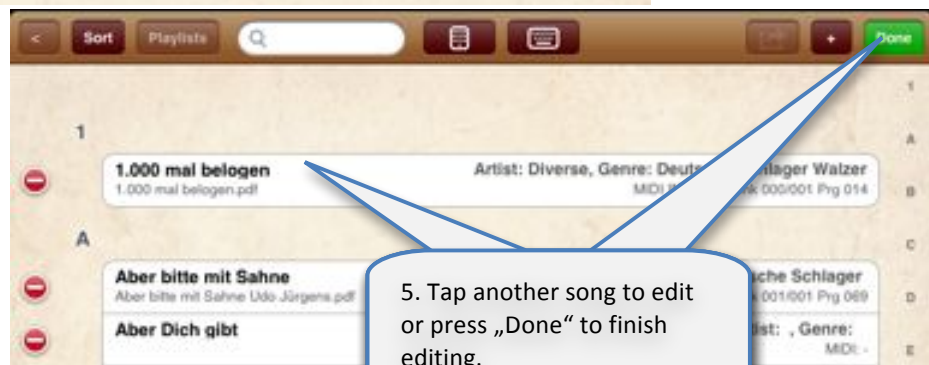 < Sort Playlists + Done
1
1
A
1.000 mal belogen Artist: Diverse, Genre: Deuts hlager Walzer
1.000 mal belogen.pdf MIDI 000/001 Prg 014
B
A
C
Aber bitte mit Sahne sche Schlager
Aber bitte mit Sahne Udo Jürgens.pdf 001/001 Prg 069
D
Aber Dich gibt , Genre:
MIDI: -
E
5. Tap another song to edit
or press „Done“ to finish
editing.